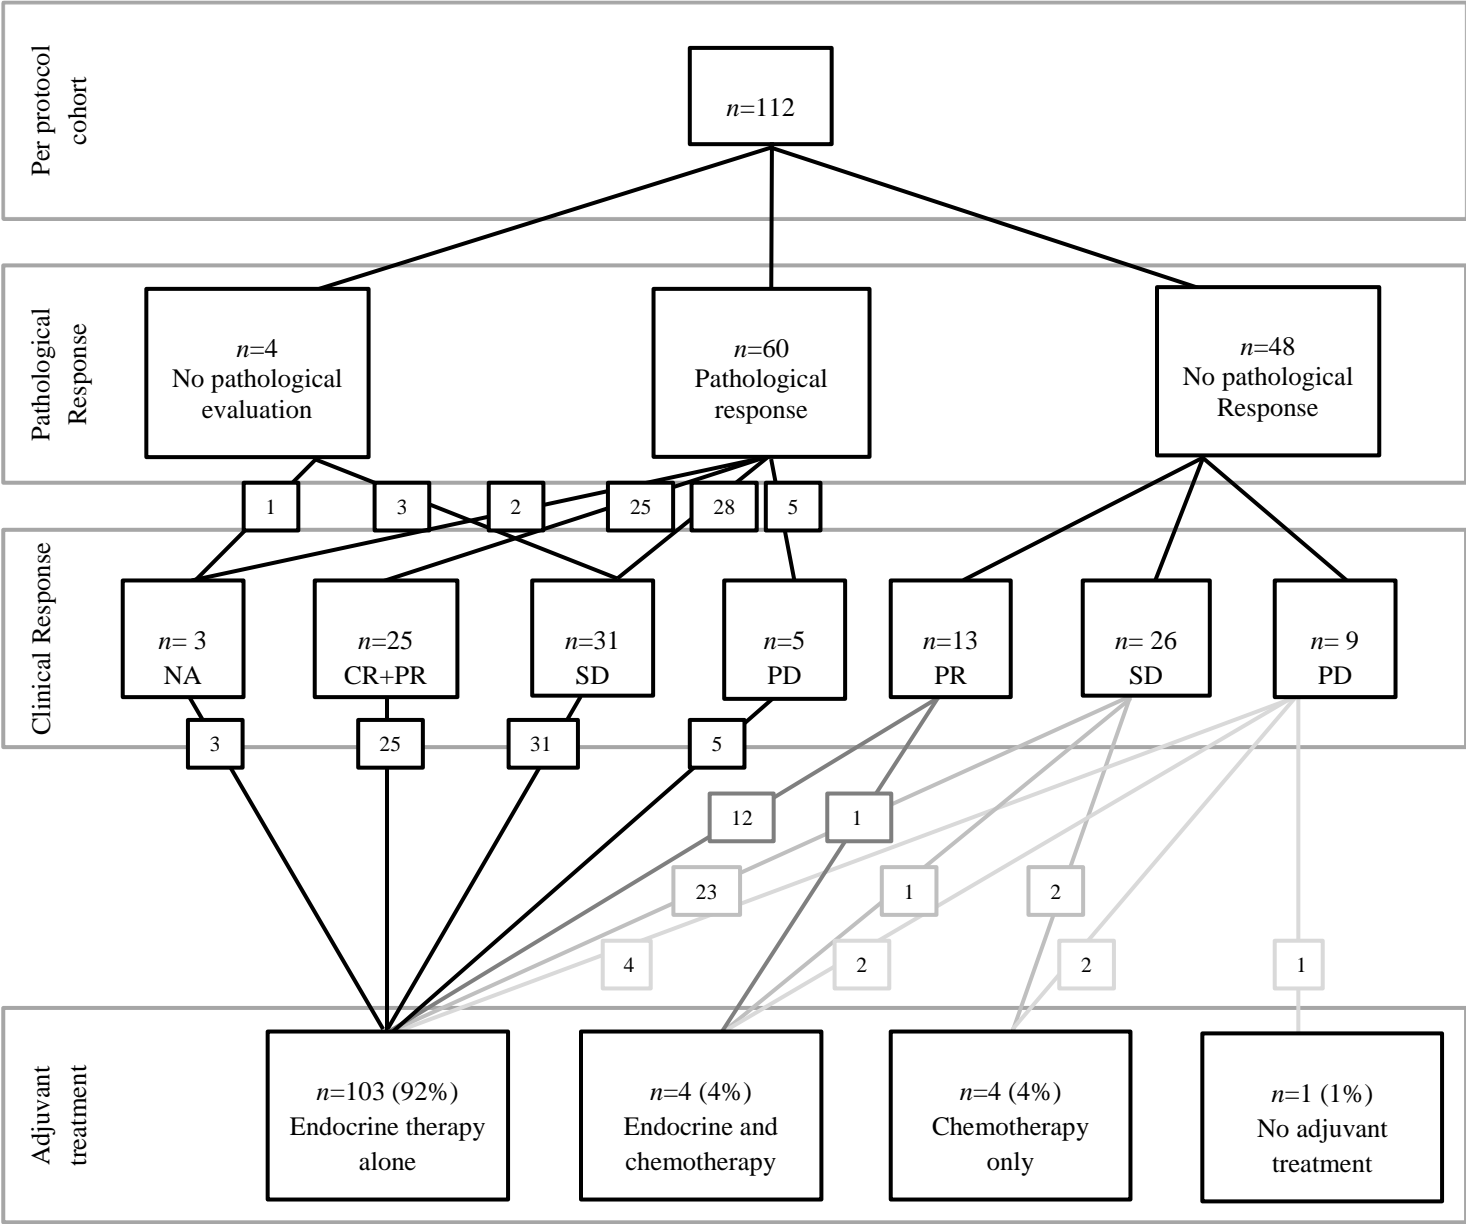 Per protocol
cohort
n=112
Pathological
Response
n=4
No pathological
evaluation
n=60
Pathological
response
n=48
No pathological
Response
1
3
2
25
28
5
Clinical Response
n= 3
NA
n=25
CR+PR
n=31
SD
n=5
PD
n=13
PR
n= 26
SD
n= 9
PD
3
25
31
5
12
1
23
1
2
4
2
2
1
Adjuvant
treatment
n=103 (92%)
Endocrine therapy
alone
n=4 (4%)
Endocrine and
chemotherapy
n=4 (4%)
Chemotherapy
only
n=1 (1%)
No adjuvant
treatment